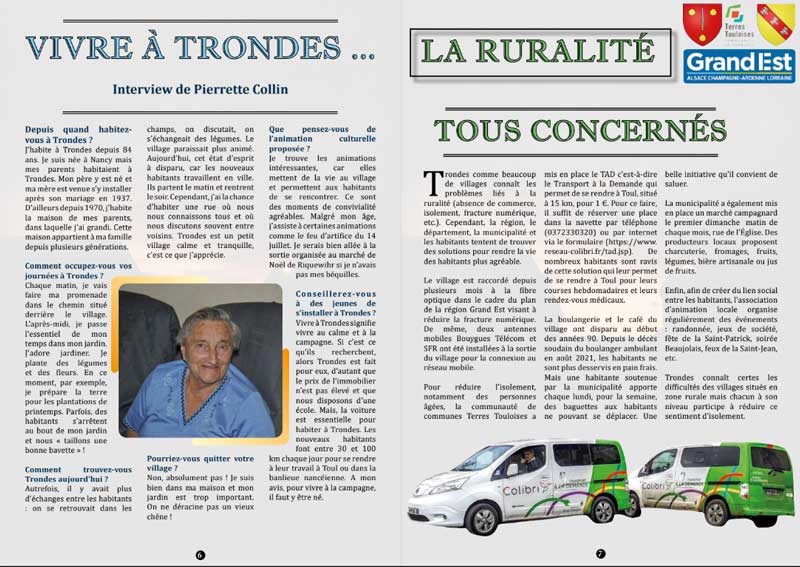 VIVRE À TRONDES ...
Interview de Pierrette Collin
Depuis quand habitez-
vous à Trondes ?
J'habite à Trondes depuis 84
ans. Je suis née à Nancy mais
mes parents habitaient à
Trondes. Mon père y est né et
ma mère est venue s'y installer
après son mariage en 1937.
D'ailleurs depuis 1970, j'habite
la maison de mes parents,
dans laquelle j'ai grandi. Cette
maison appartient à ma famille
depuis plusieurs générations.
Comment occupez-vous vos
journées à Trondes ?
Chaque matin, je vais
faire ma promenade
dans le chemin situé
derrière le village.
L'après-midi, je passe
l'essentiel de mon
temps dans mon jardin.
J'adore jardiner. Je
plante des légumes
et des fleurs. En ce
moment, par exemple,
je prépare la terre
pour les plantations de
printemps. Parfois, des
habitants s'arrêtent
au bout de mon jardin
et nous « taillons une
bonne bavette » !
Comment trouvez-vous
Trondes aujourd'hui ?
Autrefois, il y avait plus
d'échanges entre les habitants
: on se retrouvait dans les
champs, on discutait, on
s'échangeait des légumes. Le
village paraissait plus animé.
Aujourd'hui, cet état d'esprit
à disparu, car les nouveaux
habitants travaillent en ville.
Ils partent le matin et rentrent
le soir. Cependant, j'ai la chance
d'habiter une rue où nous
nous connaissons tous et où
nous discutons souvent entre
voisins. Trondes est un petit
village calme et tranquille,
c'est ce que j'apprécie.
Pourriez-vous quitter votre
village ?
Non, absolument pas ! Je suis
bien dans ma maison et mon
jardin est trop important.
On ne déracine pas un vieux
chêne !
Que pensez-vous de
l'animation culturelle
proposée ?
Je trouve les animations
intéressantes, car elles
mettent de la vie au village
et permettent aux habitants
de se rencontrer. Ce sont
des moments de convivialité
agréables. Malgré mon âge,
j'assiste à certaines animations
comme le feu d'artifice du 14
juillet. Je serais bien allée à la
sortie organisée au marché de
Noël de Riquewihr si je n'avais
pas mes béquilles.
Conseillerez-vous
à des jeunes de
s'installer à Trondes ?
Vivre à Trondes signifie
vivre au calme et à la
campagne. Si c'est ce
qu'ils recherchent,
alors Trondes est fait
pour eux, d'autant que
le prix de l'immobilier
n'est pas élevé et que
nous disposons d'une
école. Mais, la voiture
est essentielle pour
habiter à Trondes. Les
nouveaux habitants
font entre 30 et 100
km chaque jour pour se rendre
à leur travail à Toul ou dans la
banlieue nancéienne. A mon
avis, pour vivre à la campagne,
il faut y être né.
6
LA RURALITÉ
Terres
Touloises
Grand Est
ALSACE CHAMPAGNE-ARDENNE LORRAINE
TOUS CONCERNÉS
Trondes comme beaucoup
de villages connaît les
problèmes liés à la
ruralité (absence de commerce,
isolement, fracture numérique,
etc.). Cependant, la région, le
département, la municipalité et
les habitants tentent de trouver
des solutions pour rendre la vie
des habitants plus agréable.
Le village est raccordé depuis
plusieurs mois à la fibre
optique dans le cadre du plan
de la région Grand Est visant à
réduire la fracture numérique.
De même, deux antennes
mobiles Bouygues Télécom et
SFR ont été installées à la sortie
du village pour la connexion au
réseau mobile.
Pour réduire l'isolement,
notamment des personnes
âgées, la communauté de
communes Terres Touloises a
mis en place le TAD c'est-à-dire
le Transport à la Demande qui
permet de se rendre à Toul, situé
à 15 km, pour 1 €. Pour ce faire,
il suffit de réserver une place
dans la navette par téléphone
(0372330320) ou par internet
via le formulaire (https://www.
reseau-colibri.fr/tad.jsp). De
nombreux habitants sont ravis
de cette solution qui leur permet
de se rendre à Toul pour leurs
courses hebdomadaires et leurs
rendez-vous médicaux.
La boulangerie et le café du
village ont disparu au début
des années 90. Depuis le décès
soudain du boulanger ambulant
en août 2021, les habitants ne
sont plus desservis en pain frais.
Mais une habitante soutenue
par la municipalité apporte
chaque lundi, pour la semaine,
des baguettes aux habitants
ne pouvant se déplacer. Une
belle initiative qu'il convient de
saluer.
La municipalité a également mis
en place un marché campagnard
le premier dimanche matin de
chaque mois, rue de l'Église. Des
producteurs locaux proposent
charcuterie, fromages, fruits,
légumes, bière artisanale ou jus
de fruits.
Enfin, afin de créer du lien social
entre les habitants, l'association
d'animation locale organise
régulièrement des événements
: randonnée, jeux de société,
fête de la Saint-Patrick, soirée
Beaujolais, feux de la Saint-Jean,
etc.
Trondes connaît certes les
difficultés des villages situés en
zone rurale mais chacun à son
niveau participe à réduire ce
sentiment d'isolement.
Colibri
TRANSPORT
À LA DEMANDE
Colibri
TRANSPORT
À LA DEMANDE
7